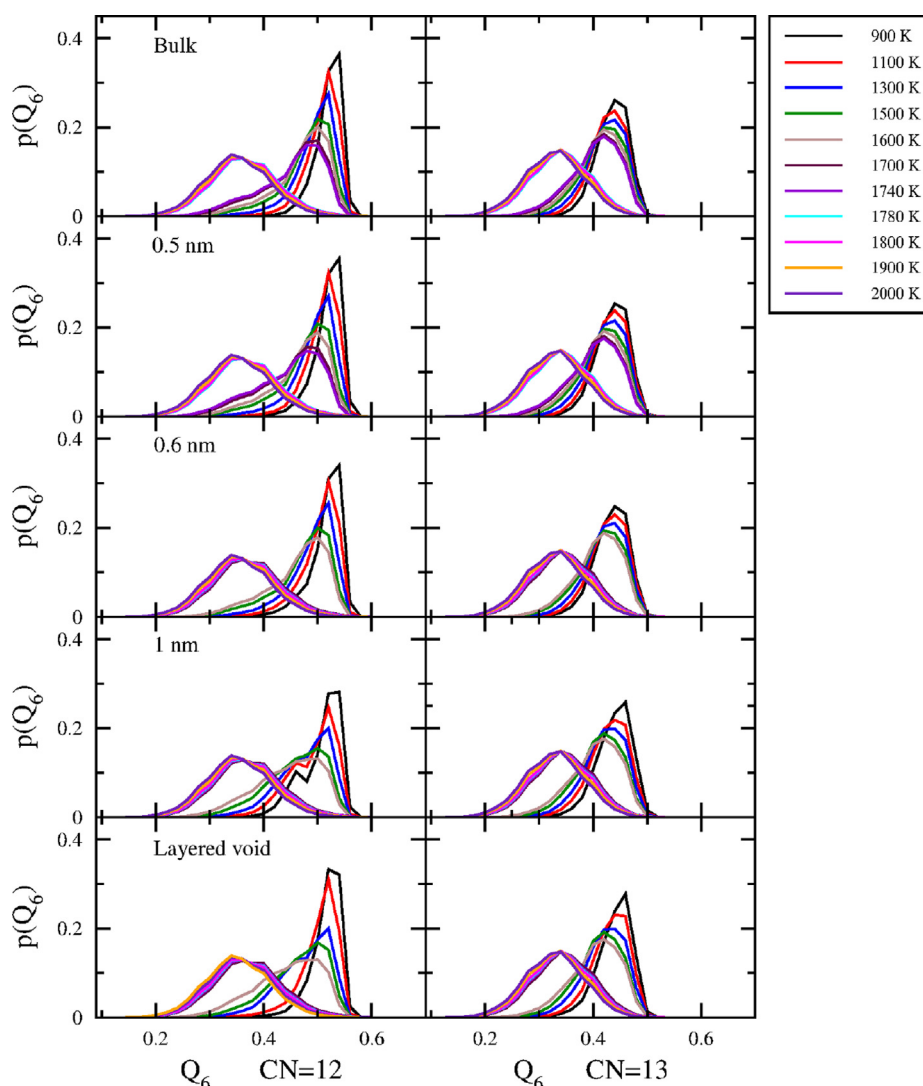 0.4
0.2
0
p(Q6)
Bulk
0.4
0.2
0
p(Q6)
0.5 nm
0.4
0.2
0
p(Q6)
0.6 nm
0.4
0.2
0
p(Q6)
1 nm
0.4
0.2
0
p(Q6)
Layered void
0.2 0.4 0.6
0.2 0.4 0.6
Q6 CN=12
Q6 CN=13
900 K
1100 K
1300 K
1500 K
1600 K
1700 K
1740 K
1780 K
1800 K
1900 K
2000 K